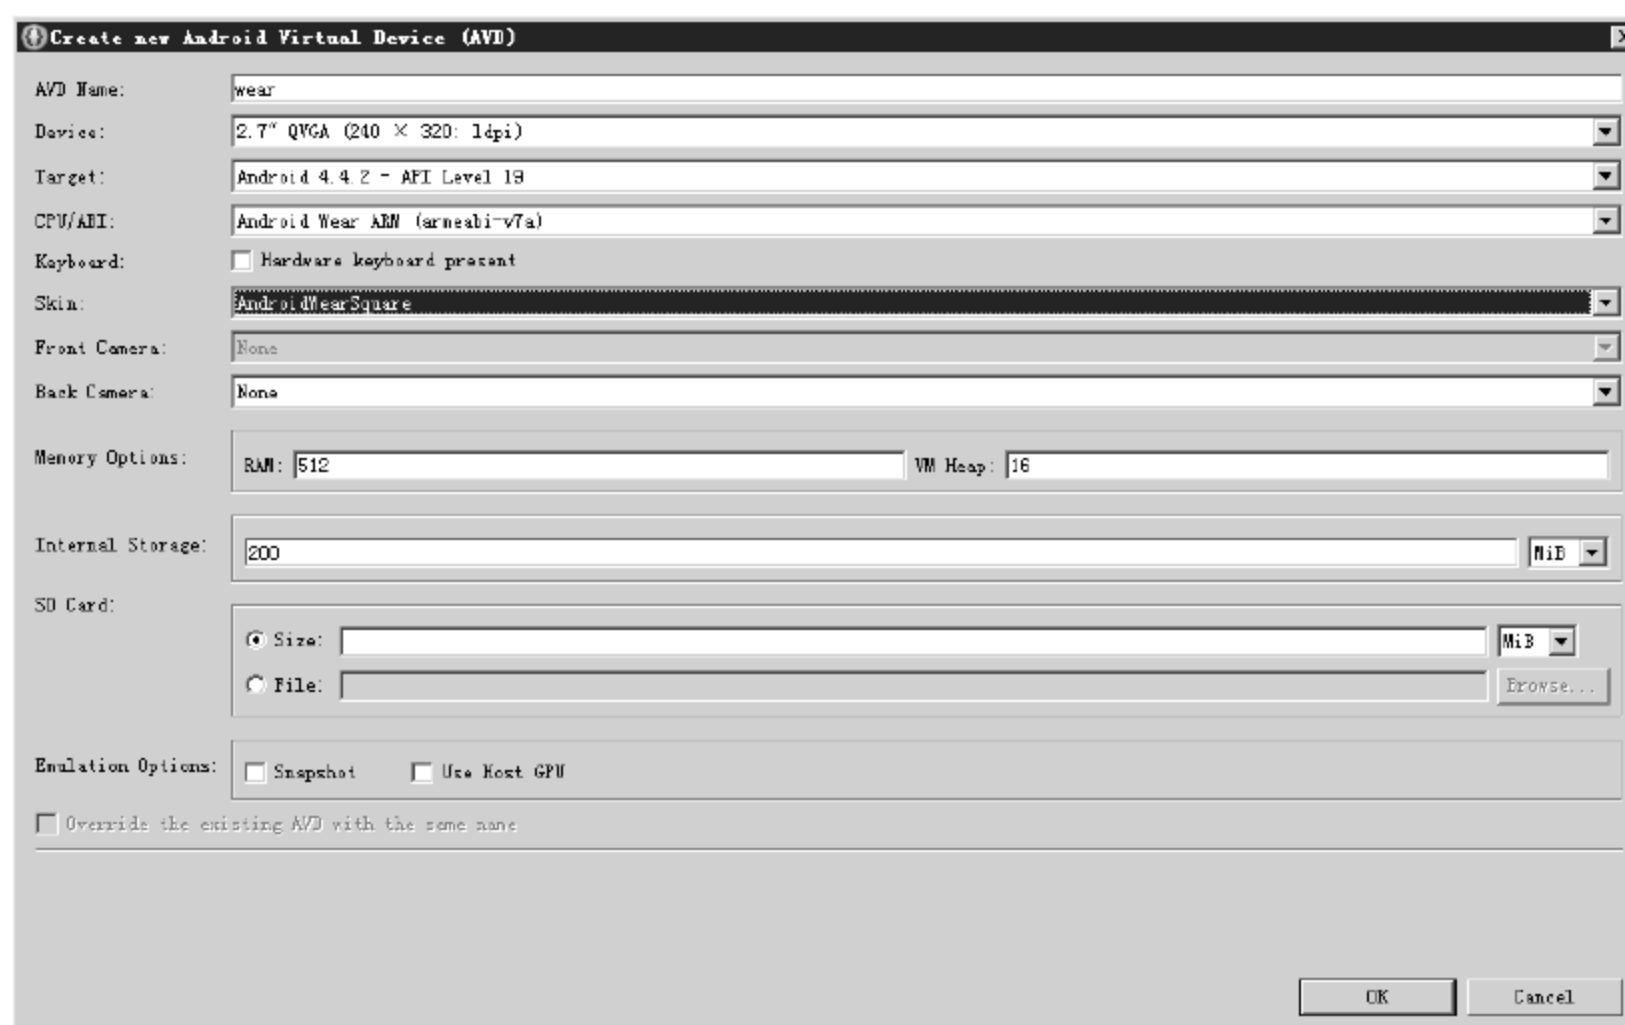 Create new Android Virtual Device (AVD)
AVD Name: wear
Device: 2.7" QVGA (240 × 320: ldpi)
Target: Android 4.4.2 - API Level 19
CPU/ABI: Android Wear ARM (armeabi-v7a)
Keyboard: Hardware keyboard present
Skin: AndroidWearSquare
Front Camera: None
Back Camera: None
Memory Options: RAM: 512 VM Heap: 16
Internal Storage: 200 MiB
SD Card:
Size: MiB
File: Browse...
Emulation Options: Snapshot Use Host GPU
Override the existing AVD with the same name
OK Cancel